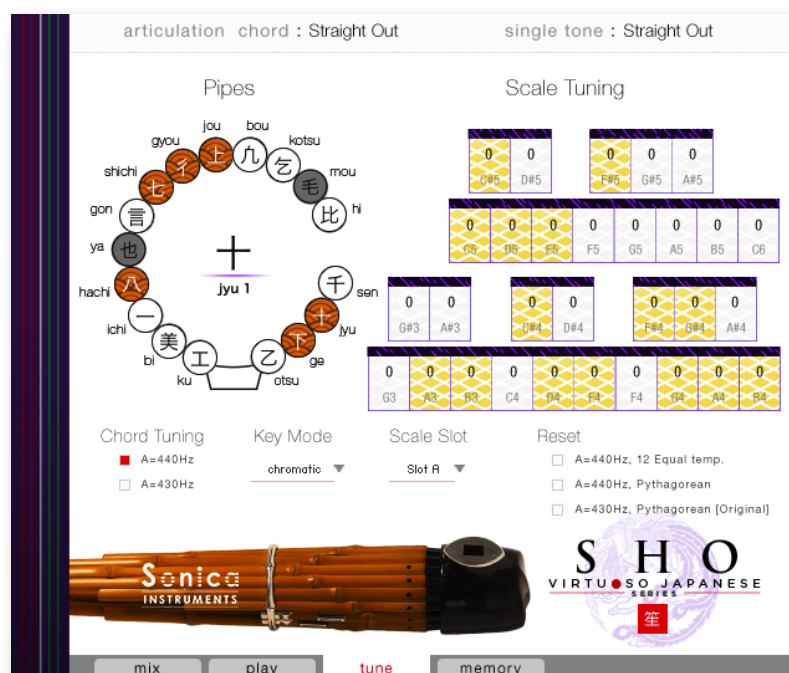 articulation chord : Straight Out
single tone : Straight Out
Pipes
Scale Tuning
jou
bou
gyou
kotsu
shichi
mou
gon
hi
ya
hachi
sen
ichi
jyu
bi
ge
ku
otsu
上
九
彳
乞
七
毛
言
比
也
十
jyu 1
八
千
一
十
美
下
工
乙
0 0
C#5 D#5
0 0 0
F#5 G#5 A#5
0 0 0 0 0 0 0 0
C5 D5 E5 F5 G5 A5 B5 C6
0 0
G#3 A#3
0 0
C#4 D#4
0 0 0
F#4 G#4 A#4
0 0 0 0 0 0 0 0 0 0
G3 A3 B3 C4 D4 E4 F4 G4 A4 B4
Chord Tuning
A=440Hz
A=430Hz
Key Mode
chromatic
Scale Slot
Slot A
Reset
A=440Hz, 12 Equal temp.
A=440Hz, Pythagorean
A=430Hz, Pythagorean [Original]
Sonica
INSTRUMENTS
SHO
VIRTUOSO JAPANESE
SERIES
笙
mix play tune memory